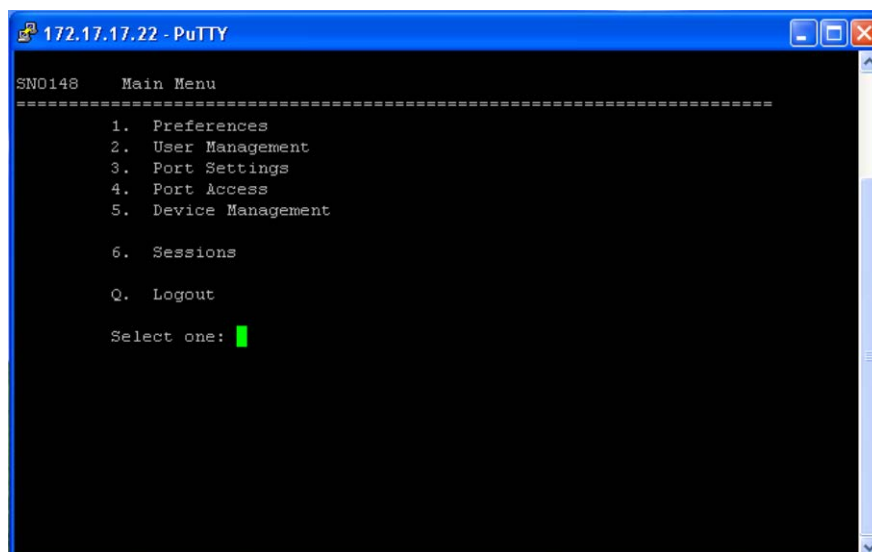 172.17.17.22 - PuTTY
SN0148 Main Menu
========================================================================
1. Preferences
2. User Management
3. Port Settings
4. Port Access
5. Device Management
6. Sessions
Q. Logout
Select one: